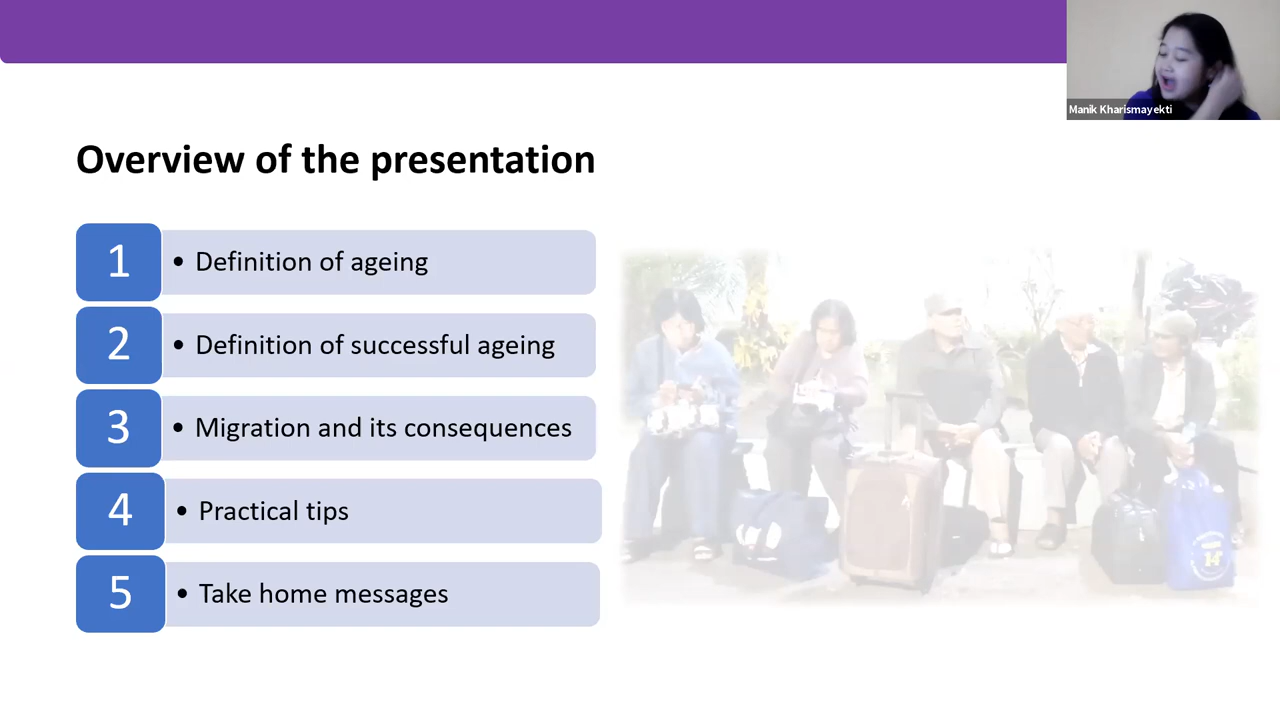 Manik Kharismayekti
Overview of the presentation
1
• Definition of ageing
2
• Definition of successful ageing
3
• Migration and its consequences
4
• Practical tips
5
• Take home messages